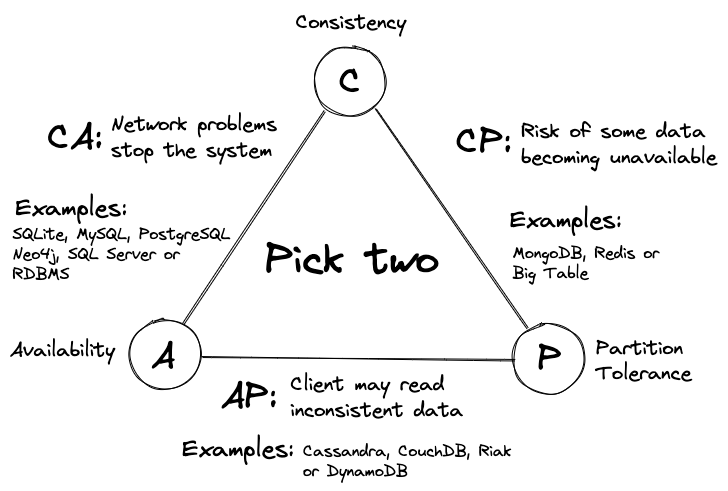 Consistency
C
CA: Network problems
stop the system
CP: Risk of some data
becoming unavailable
Examples:
SQLite, MySQL, PostgreSQL
Neo4j, SQL Server or
RDBMS
Examples:
MongoDB, Redis or
Big Table
Pick two
Availability
A
P
Partition
Tolerance
AP: Client may read
inconsistent data
Examples: Cassandra, CouchDB, Riak
or DynamoDB